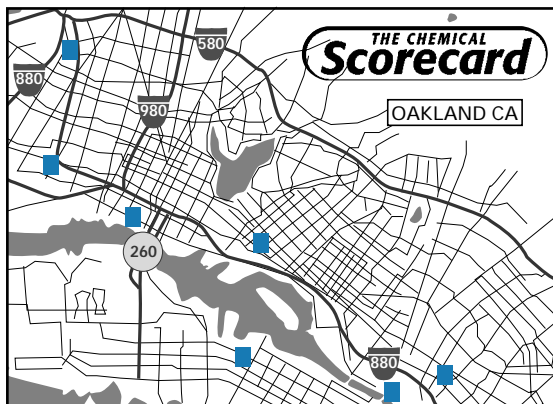 THE CHEMICAL
Scorecard
OAKLAND CA
580
880
980
260
880